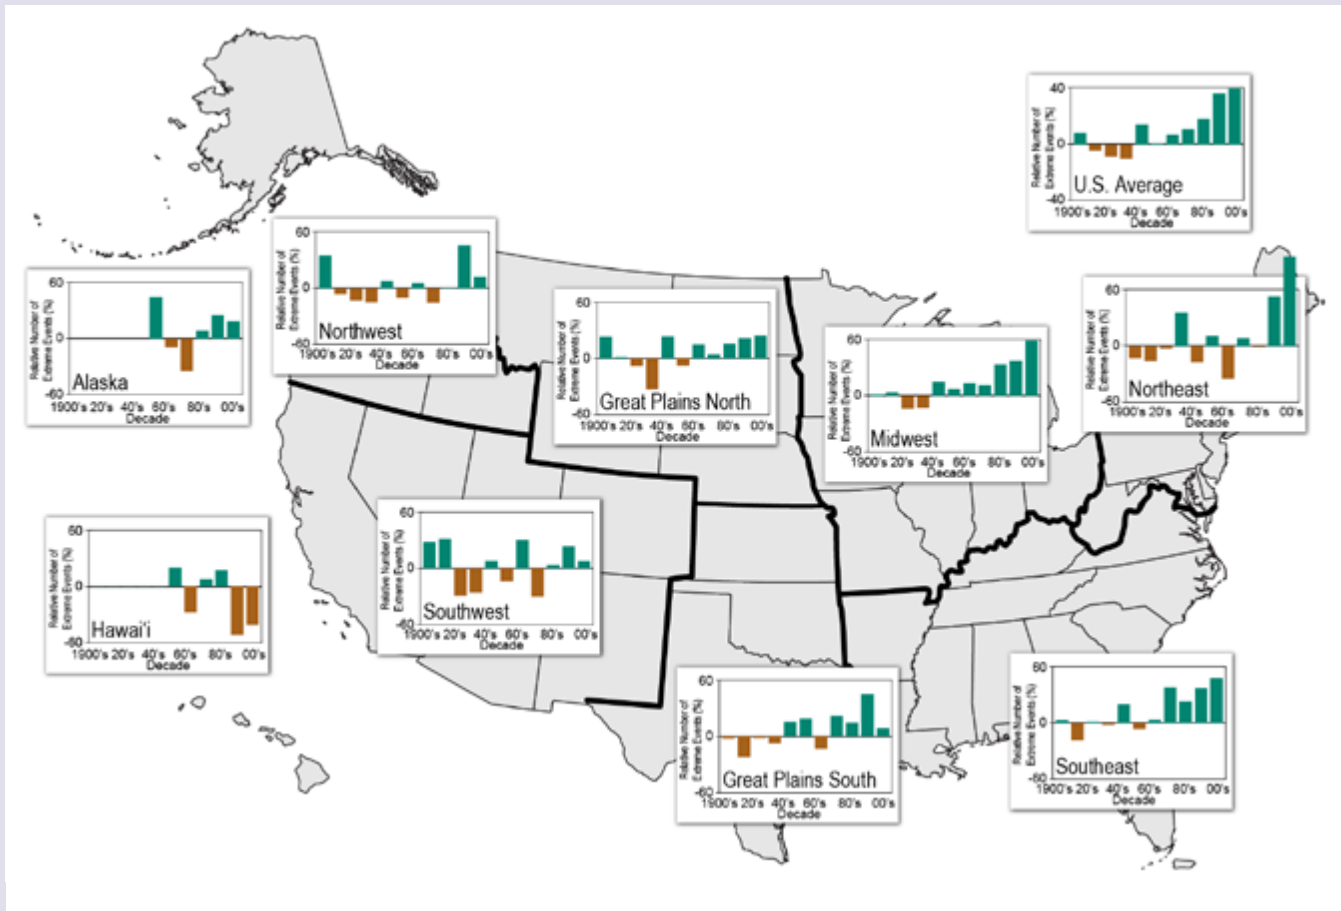 40
0
-40
Relative Number of
Extreme Events (%)
U.S. Average
1900's 20's 40's 60's 80's 00's
Decade
60
0
-60
Relative Number of
Extreme Events (%)
Northwest
1900's 20's 40's 60's 80's 00's
Decade
60
0
-60
Relative Number of
Extreme Events (%)
Alaska
1900's 20's 40's 60's 80's 00's
Decade
60
0
-60
Relative Number of
Extreme Events (%)
Great Plains North
1900's 20's 40's 60's 80's 00's
Decade
60
0
-60
Relative Number of
Extreme Events (%)
Midwest
1900's 20's 40's 60's 80's 00's
Decade
60
0
-60
Relative Number of
Extreme Events (%)
Northeast
1900's 20's 40's 60's 80's 00's
Decade
60
0
-60
Relative Number of
Extreme Events (%)
Hawai'i
1900's 20's 40's 60's 80's 00's
Decade
60
0
-60
Relative Number of
Extreme Events (%)
Southwest
1900's 20's 40's 60's 80's 00's
Decade
60
0
-60
Relative Number of
Extreme Events (%)
Great Plains South
1900's 20's 40's 60's 80's 00's
Decade
60
0
-60
Relative Number of
Extreme Events (%)
Southeast
1900's 20's 40's 60's 80's 00's
Decade